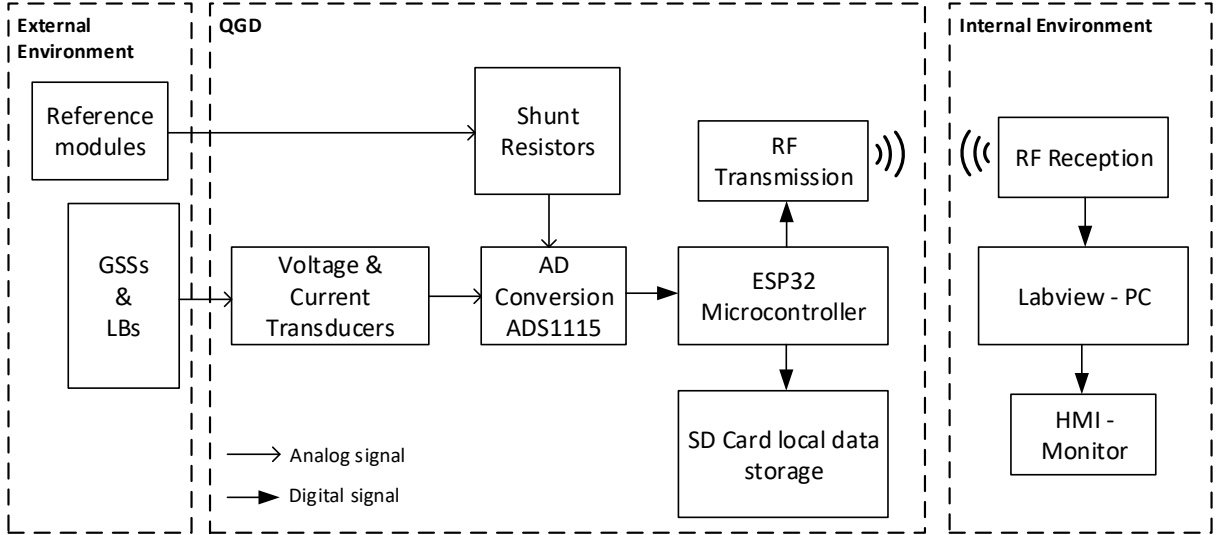 External
Environment
QGD
Internal Environment
Reference
modules
Shunt
Resistors
RF
Transmission
RF Reception
GSSs
&
LBs
Voltage &
Current
Transducers
AD
Conversion
ADS1115
ESP32
Microcontroller
Labview - PC
SD Card local data
storage
HMI -
Monitor
Analog signal
Digital signal